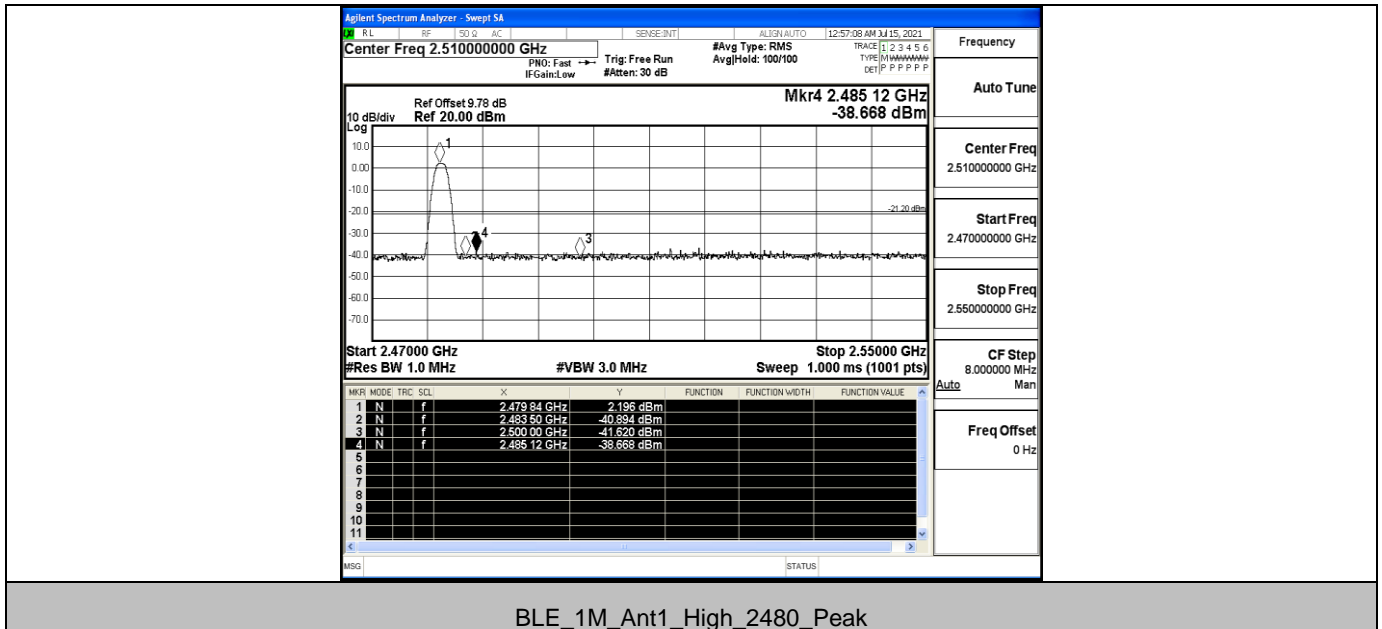 Agilent Spectrum Analyzer - Swept SA
LXI RL RF 50 Ω AC SENSE:INT ALIGN AUTO 12:57:08 AM Jul 15, 2021
Center Freq 2.510000000 GHz #Avg Type: RMS TRACE 1 2 3 4 5 6
PNO: Fast Trig: Free Run Avg|Hold: 100/100 TYPE M
IFGain:Low #Atten: 30 dB DET P P P P P P
Mkr4 2.485 12 GHz
Ref Offset 9.78 dB
10 dB/div Ref 20.00 dBm -38.668 dBm
Log
10.0
0.00
-10.0
-20.0
-30.0
-40.0
-50.0
-60.0
-70.0
1
4
3
-21.20 dBm
Start 2.47000 GHz Stop 2.55000 GHz
#Res BW 1.0 MHz #VBW 3.0 MHz Sweep 1.000 ms (1001 pts)
MKR MODE TRC SCL X Y FUNCTION FUNCTION WIDTH FUNCTION VALUE
1 N f 2.479 84 GHz 2.196 dBm
2 N f 2.483 50 GHz -40.894 dBm
3 N f 2.500 00 GHz -41.620 dBm
4 N f 2.485 12 GHz -38.668 dBm
5
6
7
8
9
10
11
MSG STATUS
Frequency
Auto Tune
Center Freq
2.510000000 GHz
Start Freq
2.470000000 GHz
Stop Freq
2.550000000 GHz
CF Step
8.000000 MHz
Auto Man
Freq Offset
0 Hz
BLE_1M_Ant1_High_2480_Peak